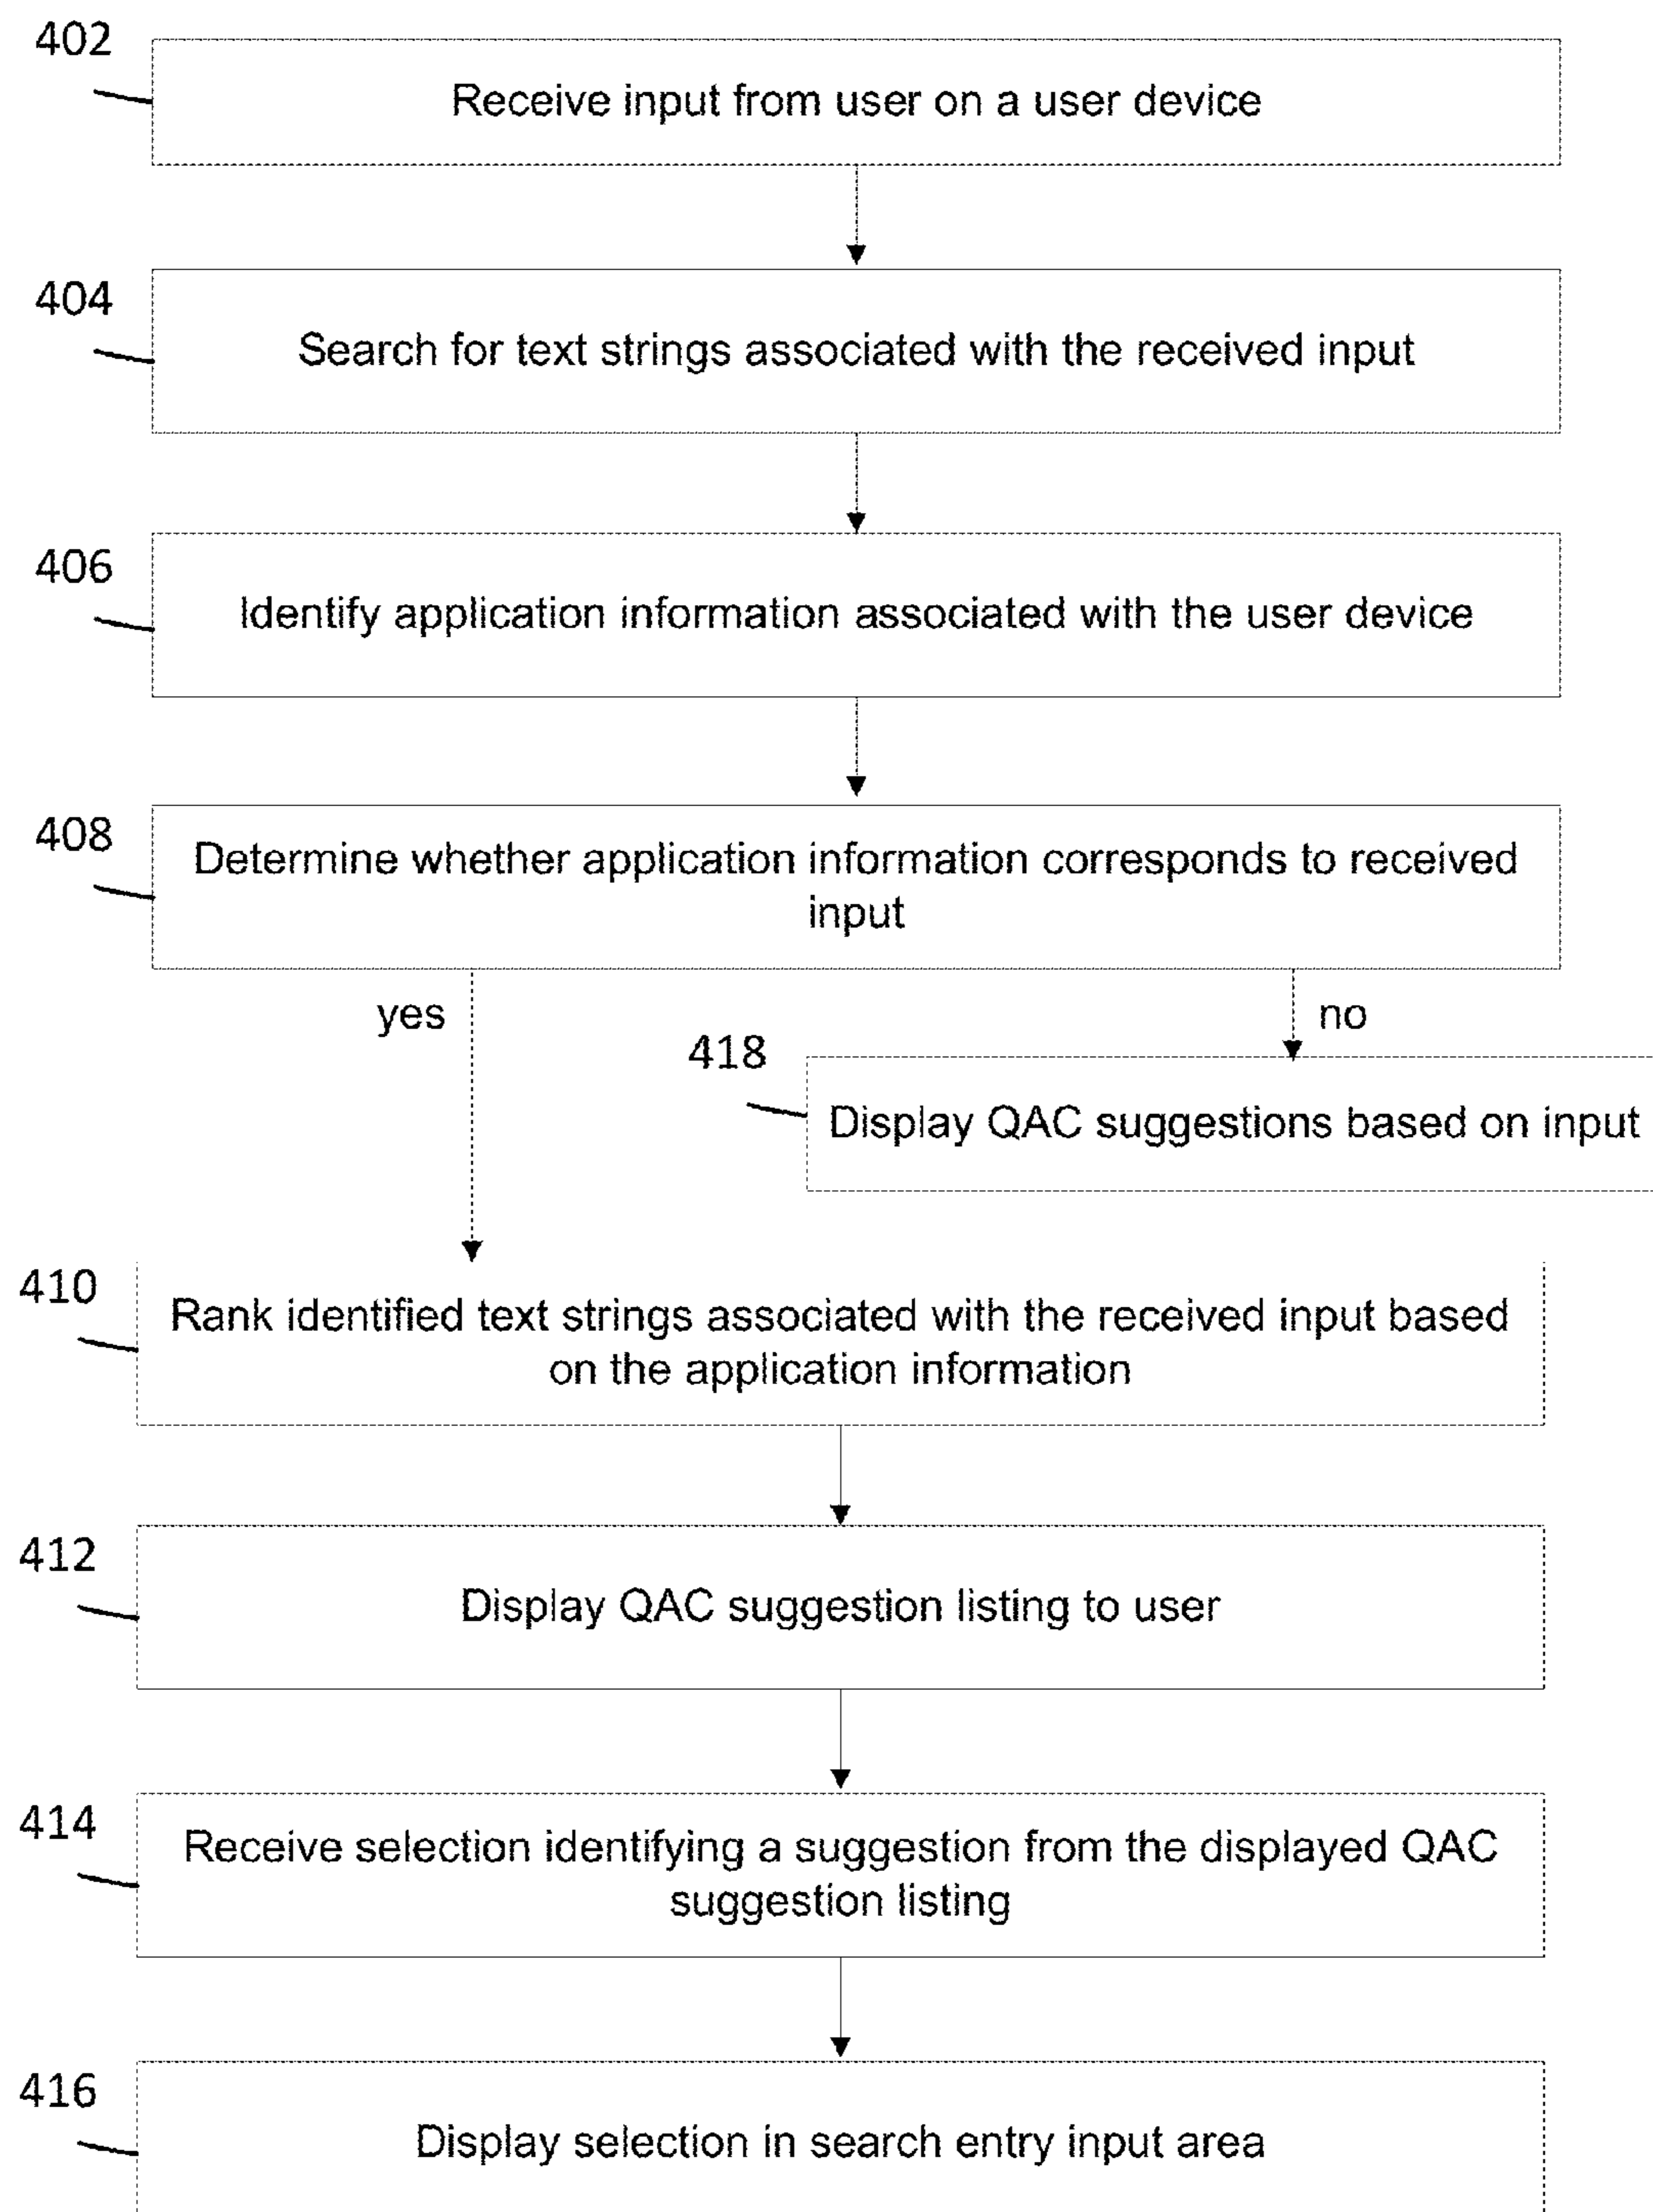 402
Receive input from user on a user device
404
Search for text strings associated with the received input
406
Identify application information associated with the user device
408
Determine whether application information corresponds to received
input
yes
no
418
Display QAC suggestions based on input
410
Rank identified text strings associated with the received input based
on the application information
412
Display QAC suggestion listing to user
414
Receive selection identifying a suggestion from the displayed QAC
suggestion listing
416
Display selection in search entry input area